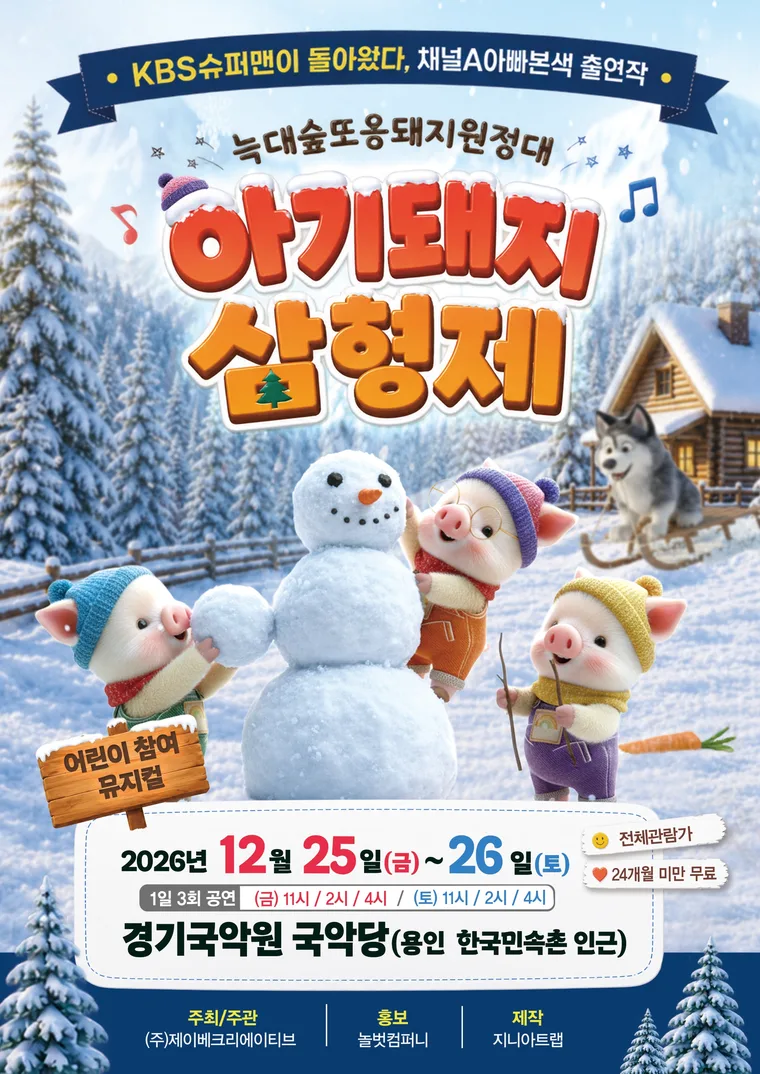 KBS슈퍼맨이 돌아왔다, 채널A아빠본색 출연작
늑대숲또옹돼지원정대
아기돼지
삼형제
어린이 참여
뮤지컬
2026년 12월 25일(금) ~ 26일(토)
전체관람가
1일 3회 공연 (금) 11시 / 2시 / 4시 / (토) 11시 / 2시 / 4시
24개월 미만 무료
경기국악원 국악당(용인 한국민속촌 인근)
주최/주관
(주)제이베크리에이티브
홍보
놀벗컴퍼니
제작
지니아트랩